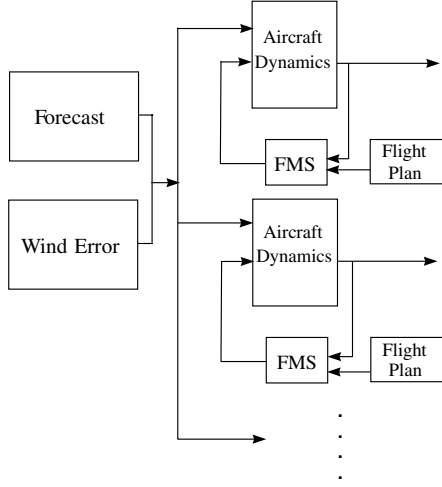 Forecast
Wind Error
Aircraft
Dynamics
FMS
Flight
Plan
Aircraft
Dynamics
FMS
Flight
Plan